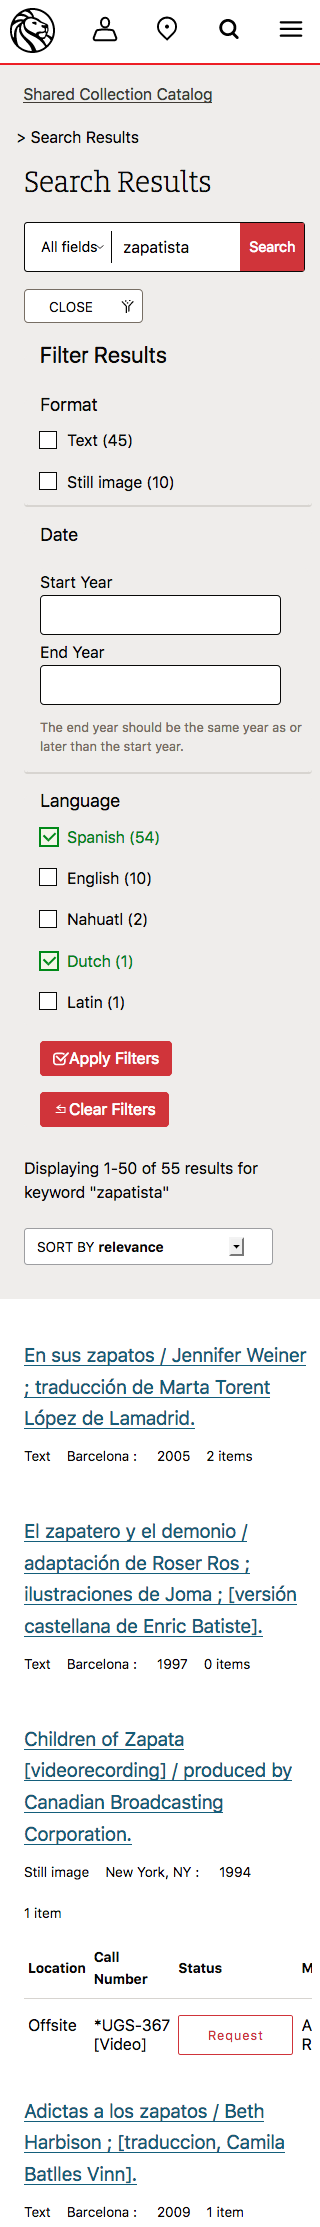 Shared Collection Catalog
> Search Results
Search Results
All fields zapatista Search
CLOSE
Filter Results
Format
Text (45)
Still image (10)
Date
Start Year
End Year
The end year should be the same year as or
later than the start year.
Language
Spanish (54)
English (10)
Nahuatl (2)
Dutch (1)
Latin (1)
Apply Filters
Clear Filters
Displaying 1-50 of 55 results for
keyword "zapatista"
SORT BY relevance
En sus zapatos / Jennifer Weiner
; traducción de Marta Torent
López de Lamadrid.
Text Barcelona : 2005 2 items
El zapatero y el demonio /
adaptación de Roser Ros ;
ilustraciones de Joma ; [versión
castellana de Enric Batiste].
Text Barcelona : 1997 0 items
Children of Zapata
[videorecording] / produced by
Canadian Broadcasting
Corporation.
Still image New York, NY : 1994
1 item
Location Call Number Status M
Offsite *UGS-367 [Video] Request A R
Adictas a los zapatos / Beth
Harbison ; [traduccion, Camila
Batlles Vinn].
Text Barcelona : 2009 1 item